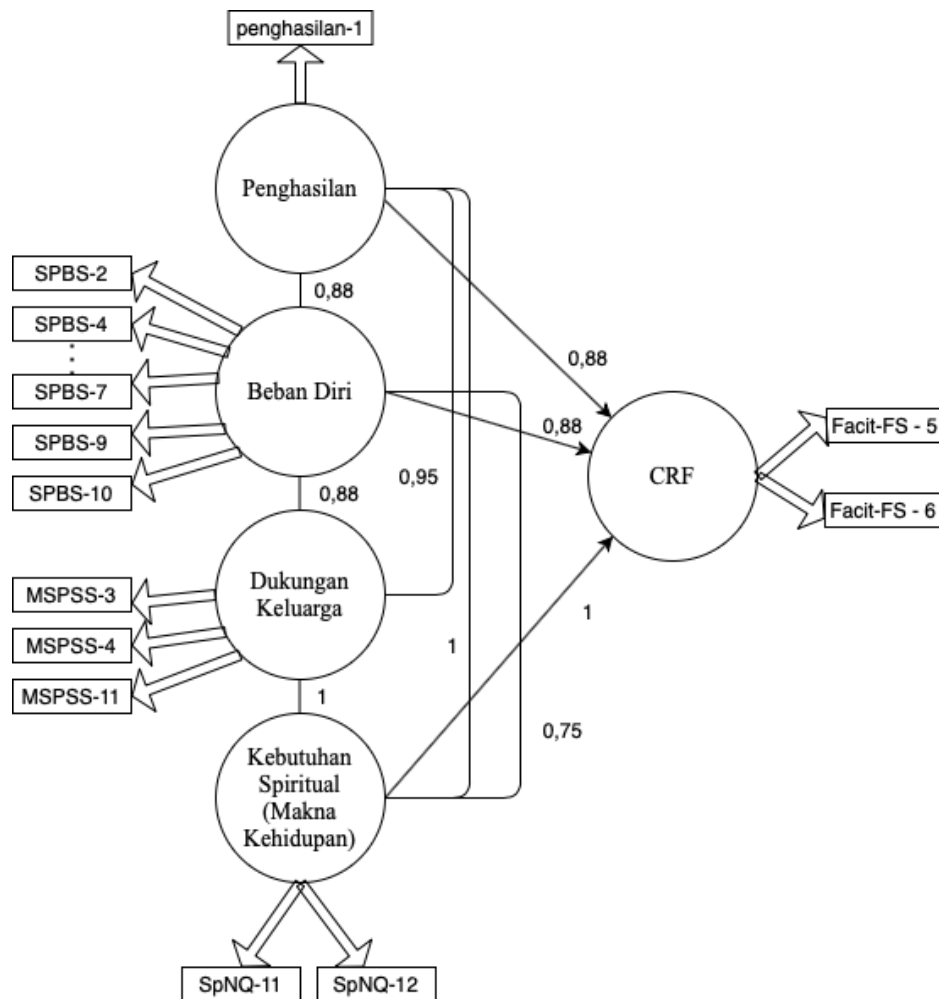 penghasilan-1
Penghasilan
SPBS-2
0,88
SPBS-4
SPBS-7
Beban Diri
0,88
0,88
Facit-FS - 5
SPBS-9
CRF
SPBS-10
0,88
0,95
Facit-FS - 6
MSPSS-3
Dukungan
Keluarga
MSPSS-4
1
1
MSPSS-11
1
0,75
Kebutuhan
Spiritual
(Makna
Kehidupan)
SpNQ-11
SpNQ-12